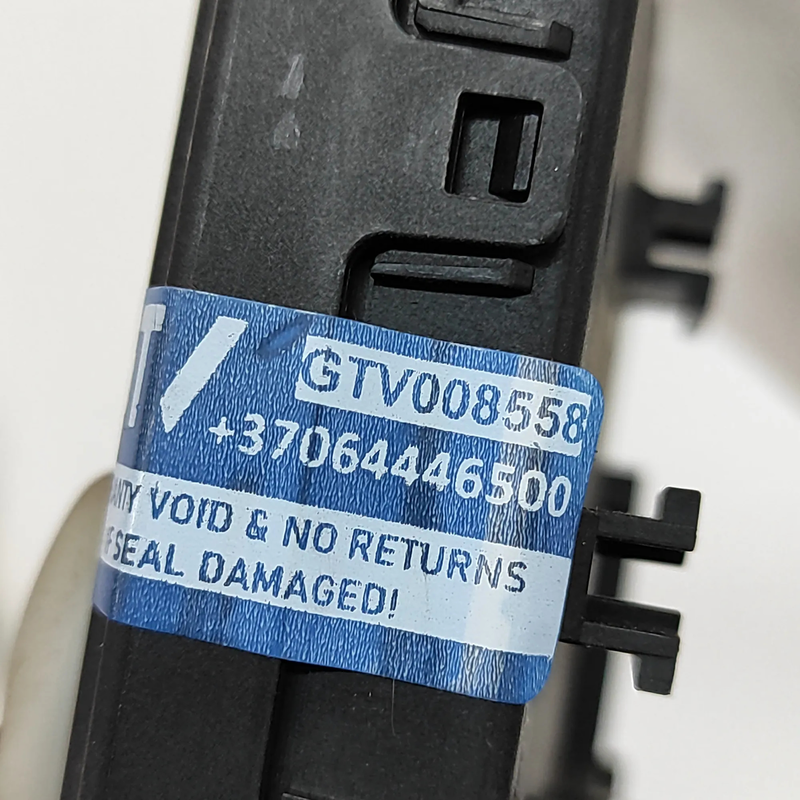 GTV008558
+37064446500
VOID & NO RETURNS
SEAL DAMAGED!